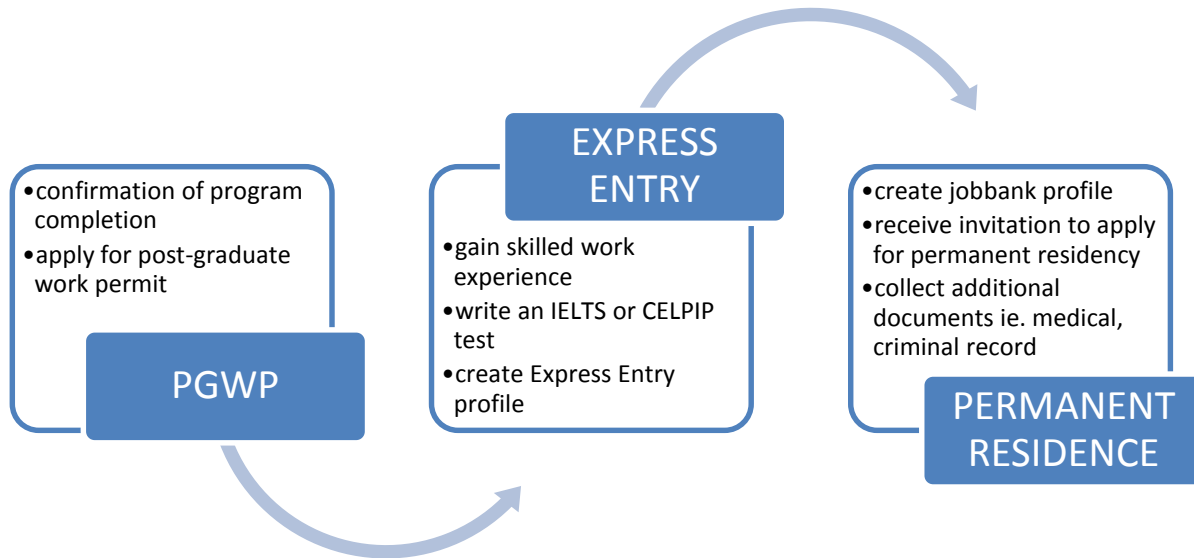 •confirmation of program
completion
•apply for post-graduate
work permit
PGWP
EXPRESS
ENTRY
•gain skilled work
experience
•write an IELTS or CELPIP
test
•create Express Entry
profile
•create jobbank profile
•receive invitation to apply
for permanent residency
•collect additional
documents ie. medical,
criminal record
PERMANENT
RESIDENCE